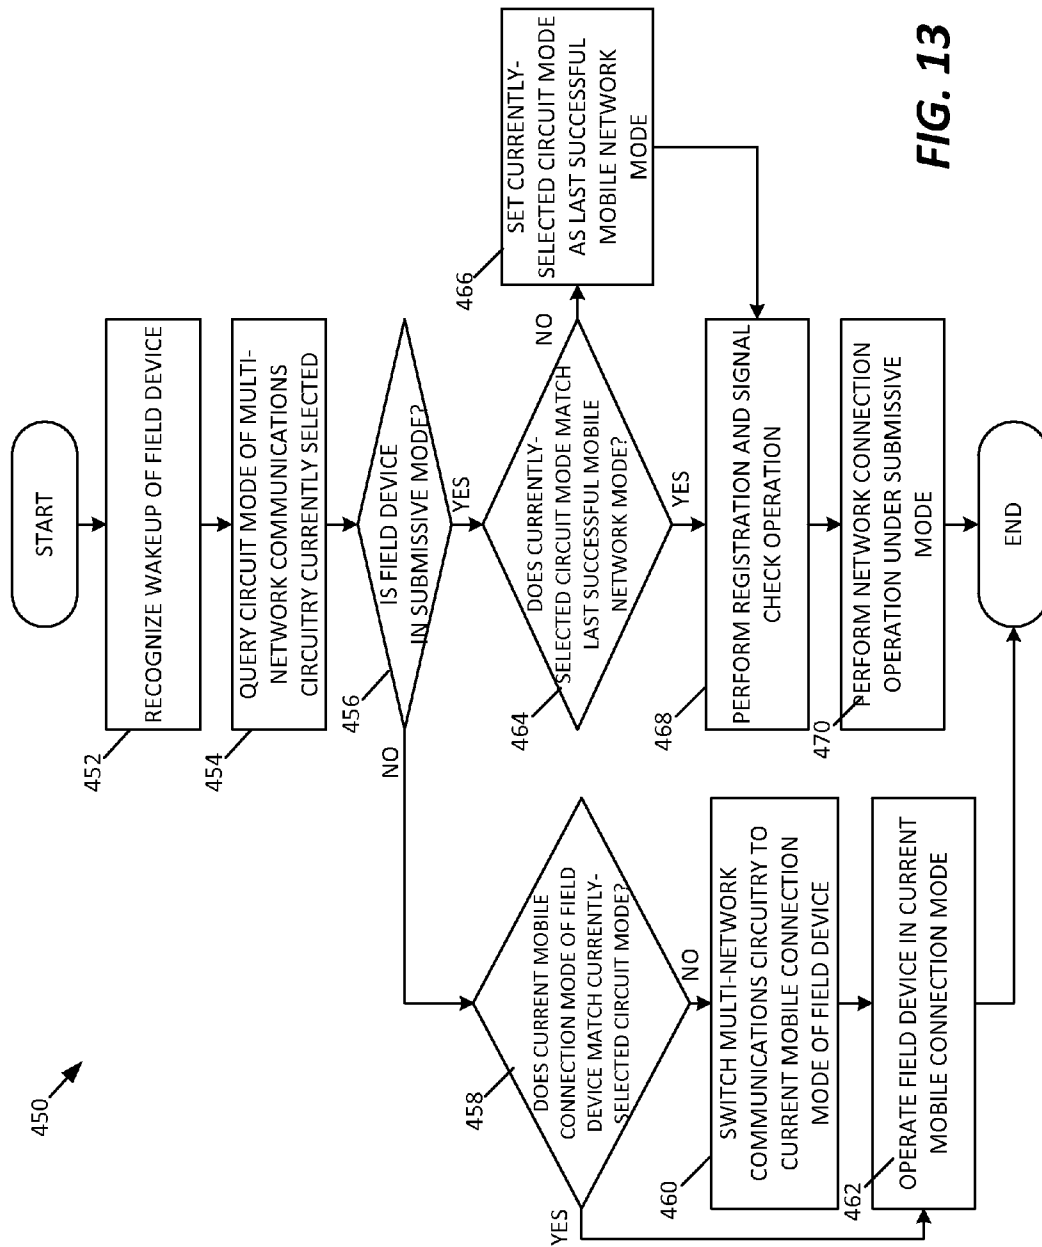 450
START
452
RECOGNIZE WAKEUP OF FIELD DEVICE
454
QUERY CIRCUIT MODE OF MULTI-
NETWORK COMMUNICATIONS
CIRCUITRY CURRENTLY SELECTED
456
IS FIELD DEVICE
IN SUBMISSIVE MODE?
NO
YES
458
DOES CURRENT MOBILE
CONNECTION MODE OF FIELD
DEVICE MATCH CURRENTLY-
SELECTED CIRCUIT MODE?
YES
NO
460
SWITCH MULTI-NETWORK
COMMUNICATIONS CIRCUITRY TO
CURRENT MOBILE CONNECTION
MODE OF FIELD DEVICE
462
OPERATE FIELD DEVICE IN CURRENT
MOBILE CONNECTION MODE
464
DOES CURRENTLY-
SELECTED CIRCUIT MODE MATCH
LAST SUCCESSFUL MOBILE
NETWORK MODE?
NO
YES
466
SET CURRENTLY-
SELECTED CIRCUIT MODE
AS LAST SUCCESSFUL
MOBILE NETWORK
MODE
468
PERFORM REGISTRATION AND SIGNAL
CHECK OPERATION
470
PERFORM NETWORK CONNECTION
OPERATION UNDER SUBMISSIVE
MODE
END
FIG. 13